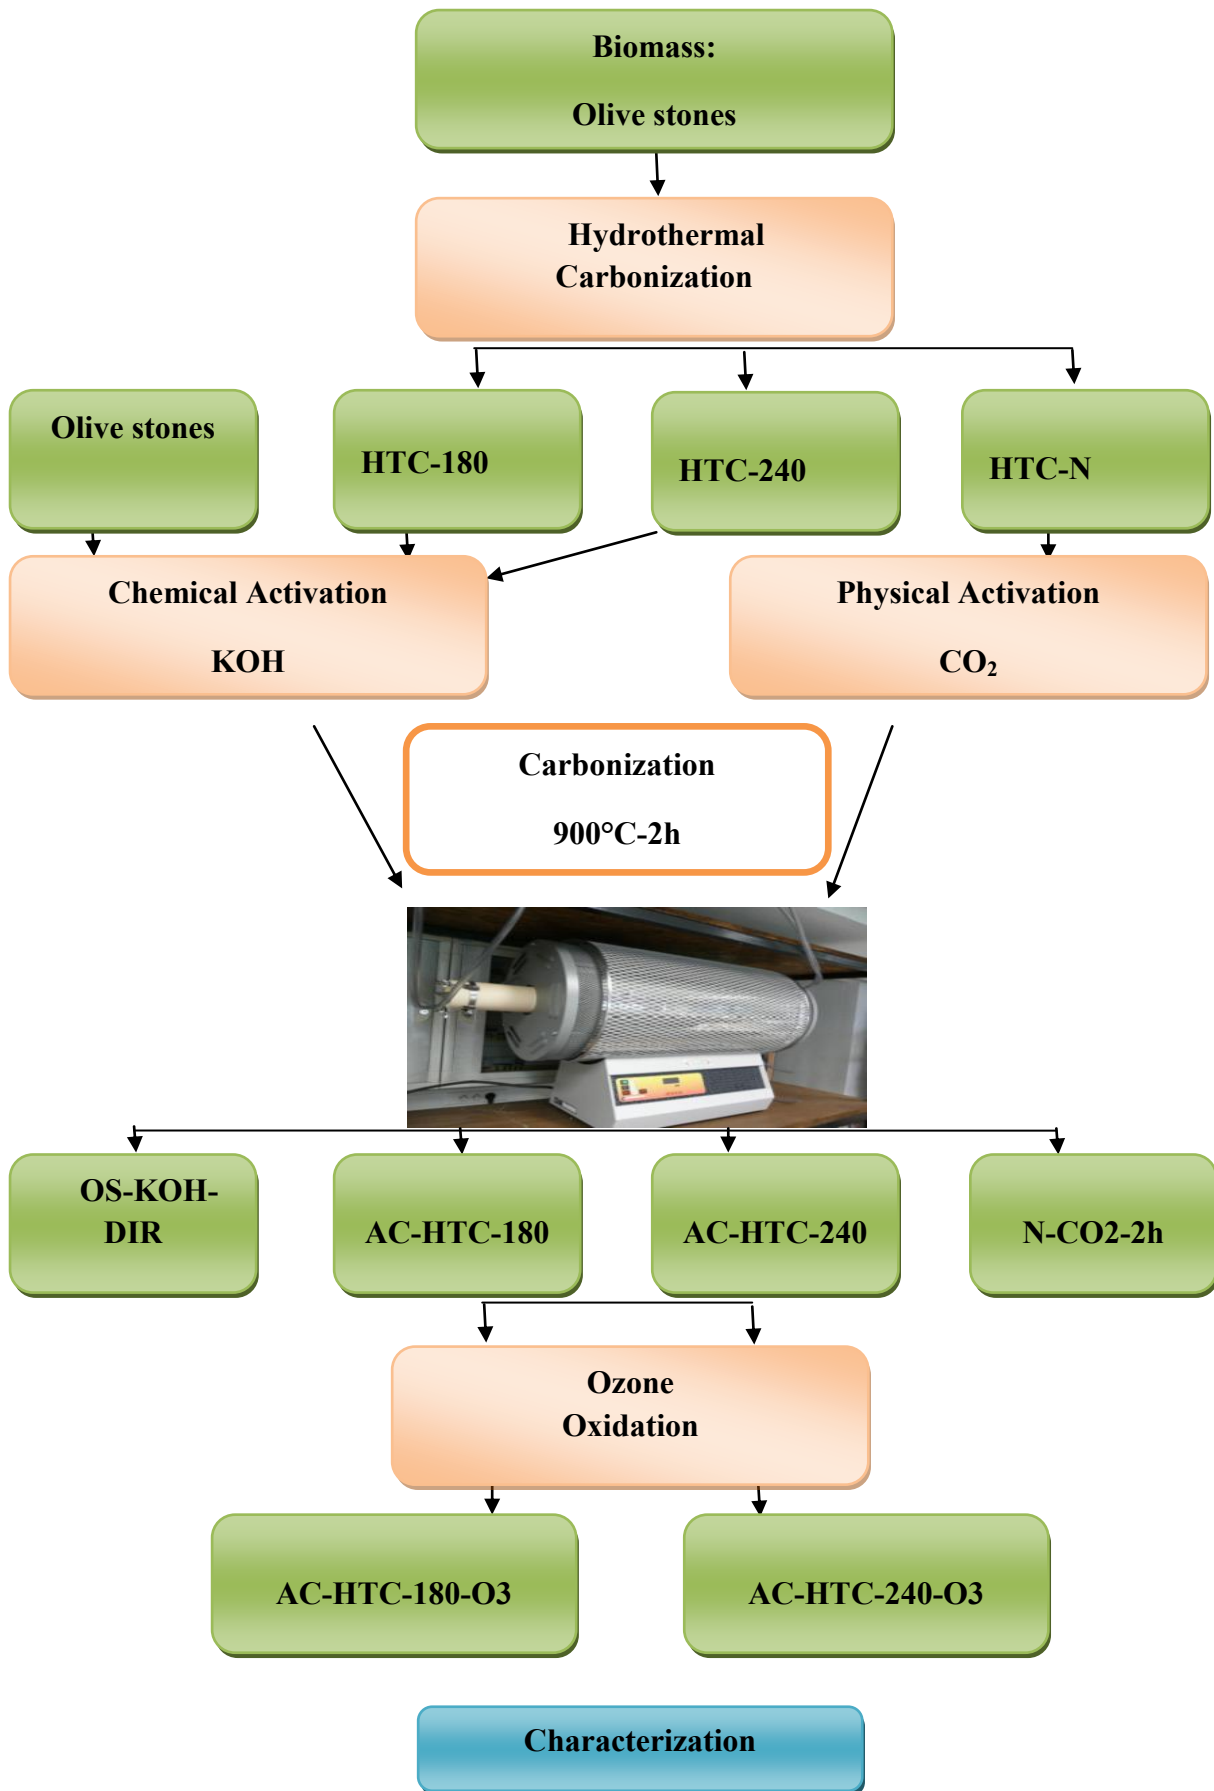 Biomass:
Olive stones
Hydrothermal
Carbonization
Olive stones
HTC-180
HTC-240
HTC-N
Chemical Activation
KOH
Physical Activation
CO₂
Carbonization
900°C-2h
OS-KOH-
DIR
AC-HTC-180
AC-HTC-240
N-CO2-2h
Ozone
Oxidation
AC-HTC-180-O3
AC-HTC-240-O3
Characterization